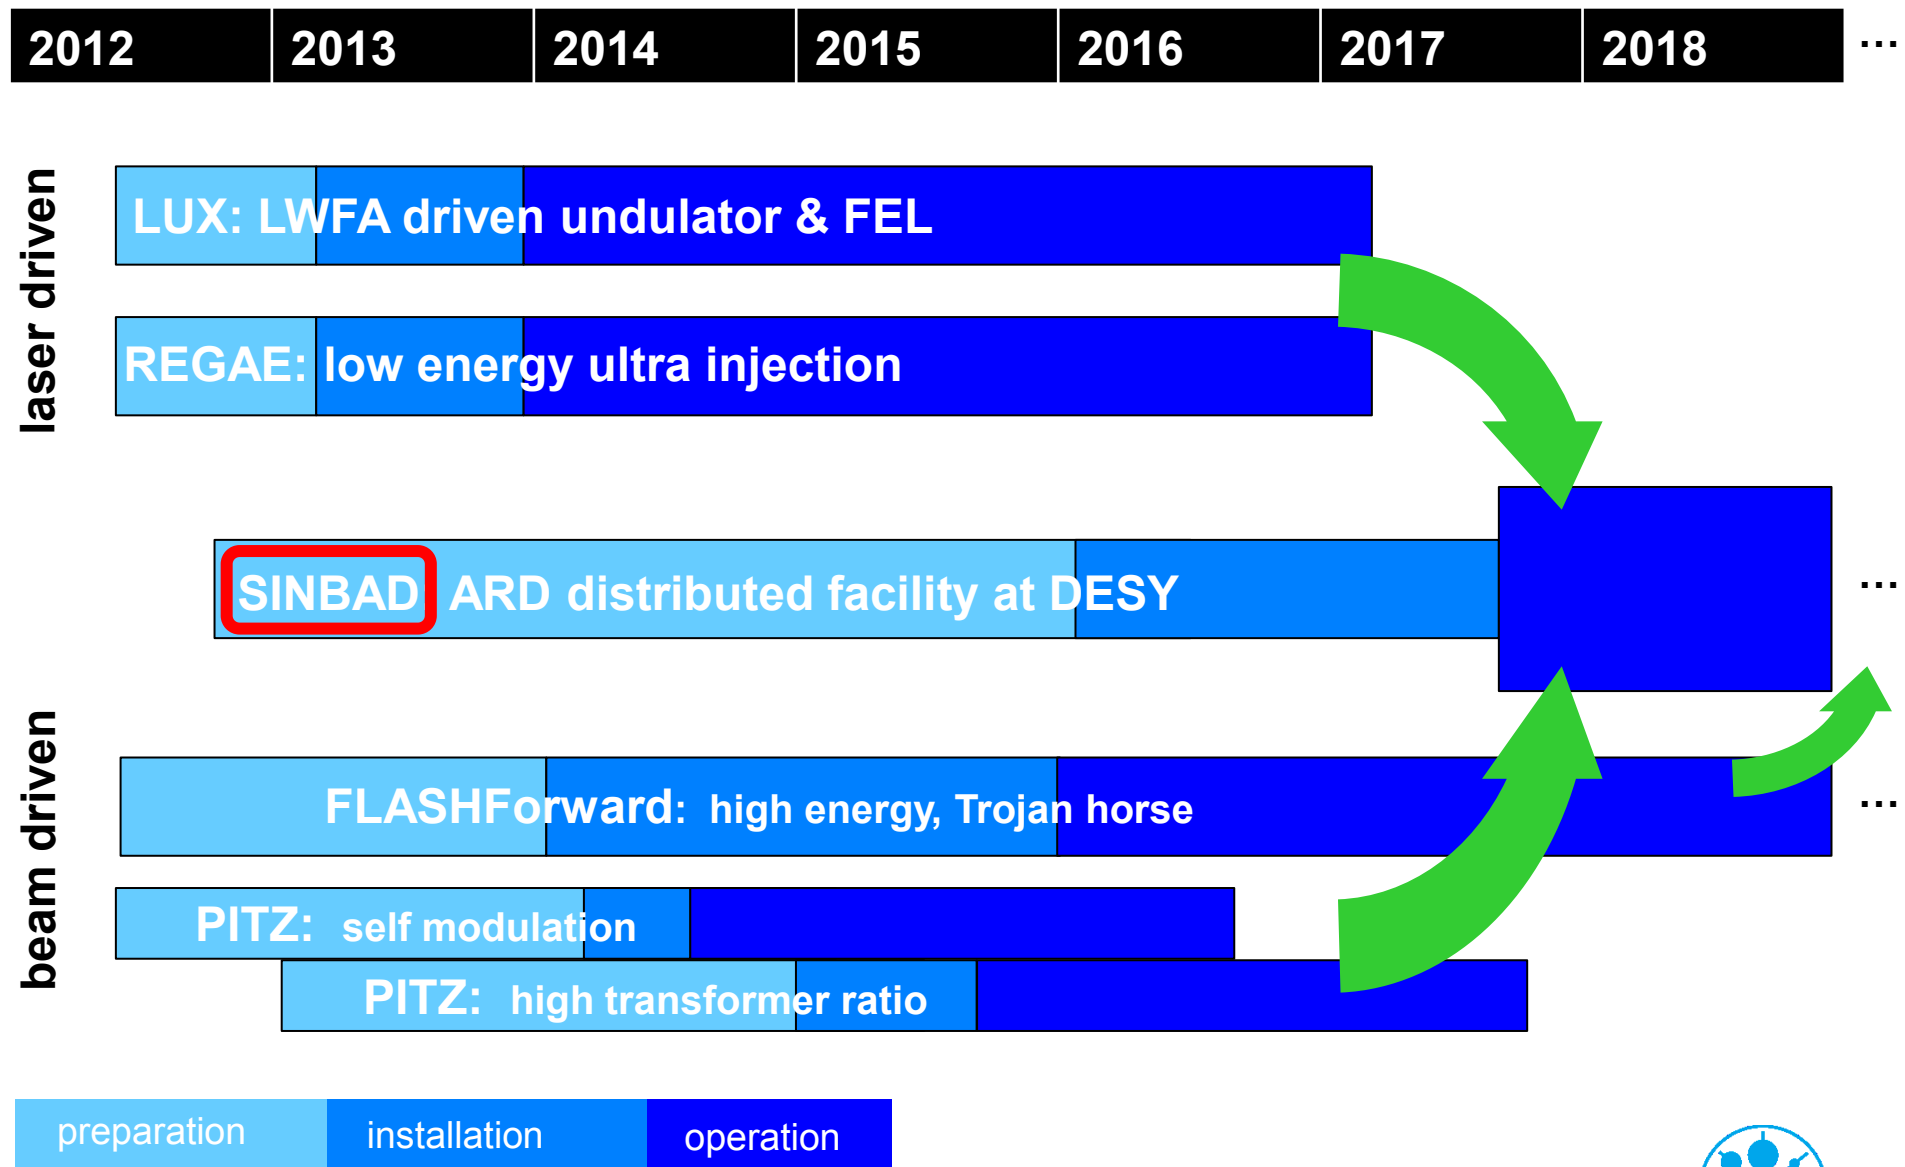 2012 2013 2014 2015 2016 2017 2018 ...
laser driven
LUX: LWFA driven undulator & FEL
REGAE: low energy ultra injection
SINBAD: ARD distributed facility at DESY ...
beam driven
FLASHForward: high energy, Trojan horse ...
PITZ: self modulation
PITZ: high transformer ratio
preparation installation operation